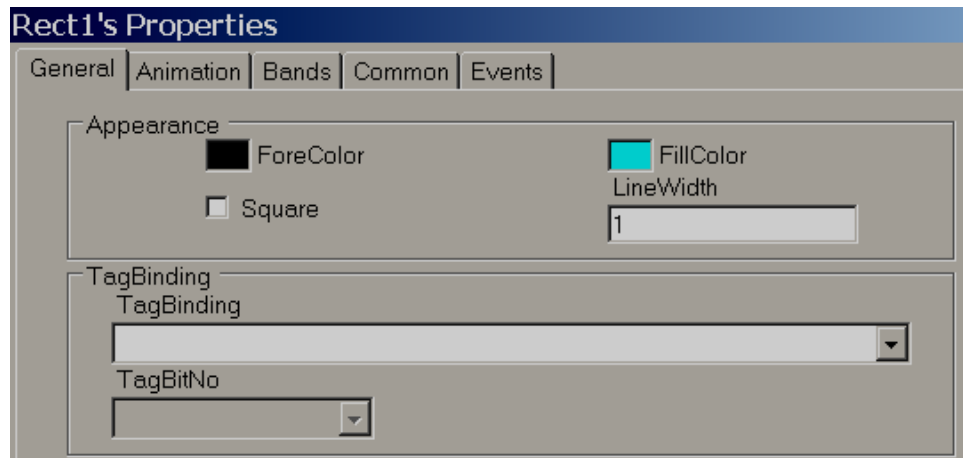 Rect1's Properties
General Animation Bands Common Events
Appearance
ForeColor FillColor
Square LineWidth
1
TagBinding
TagBinding
TagBitNo